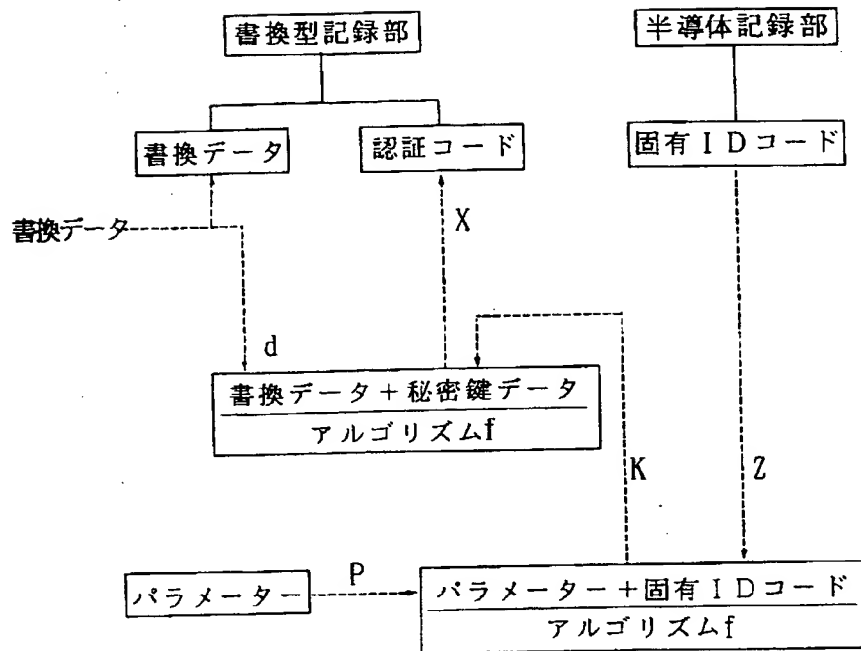 書換型記録部
半導体記録部
書換データ
認証コード
固有IDコード
書換データ
X
d
書換データ+秘密鍵データ
アルゴリズムf
K
Z
パラメーター
P
パラメーター+固有IDコード
アルゴリズムf